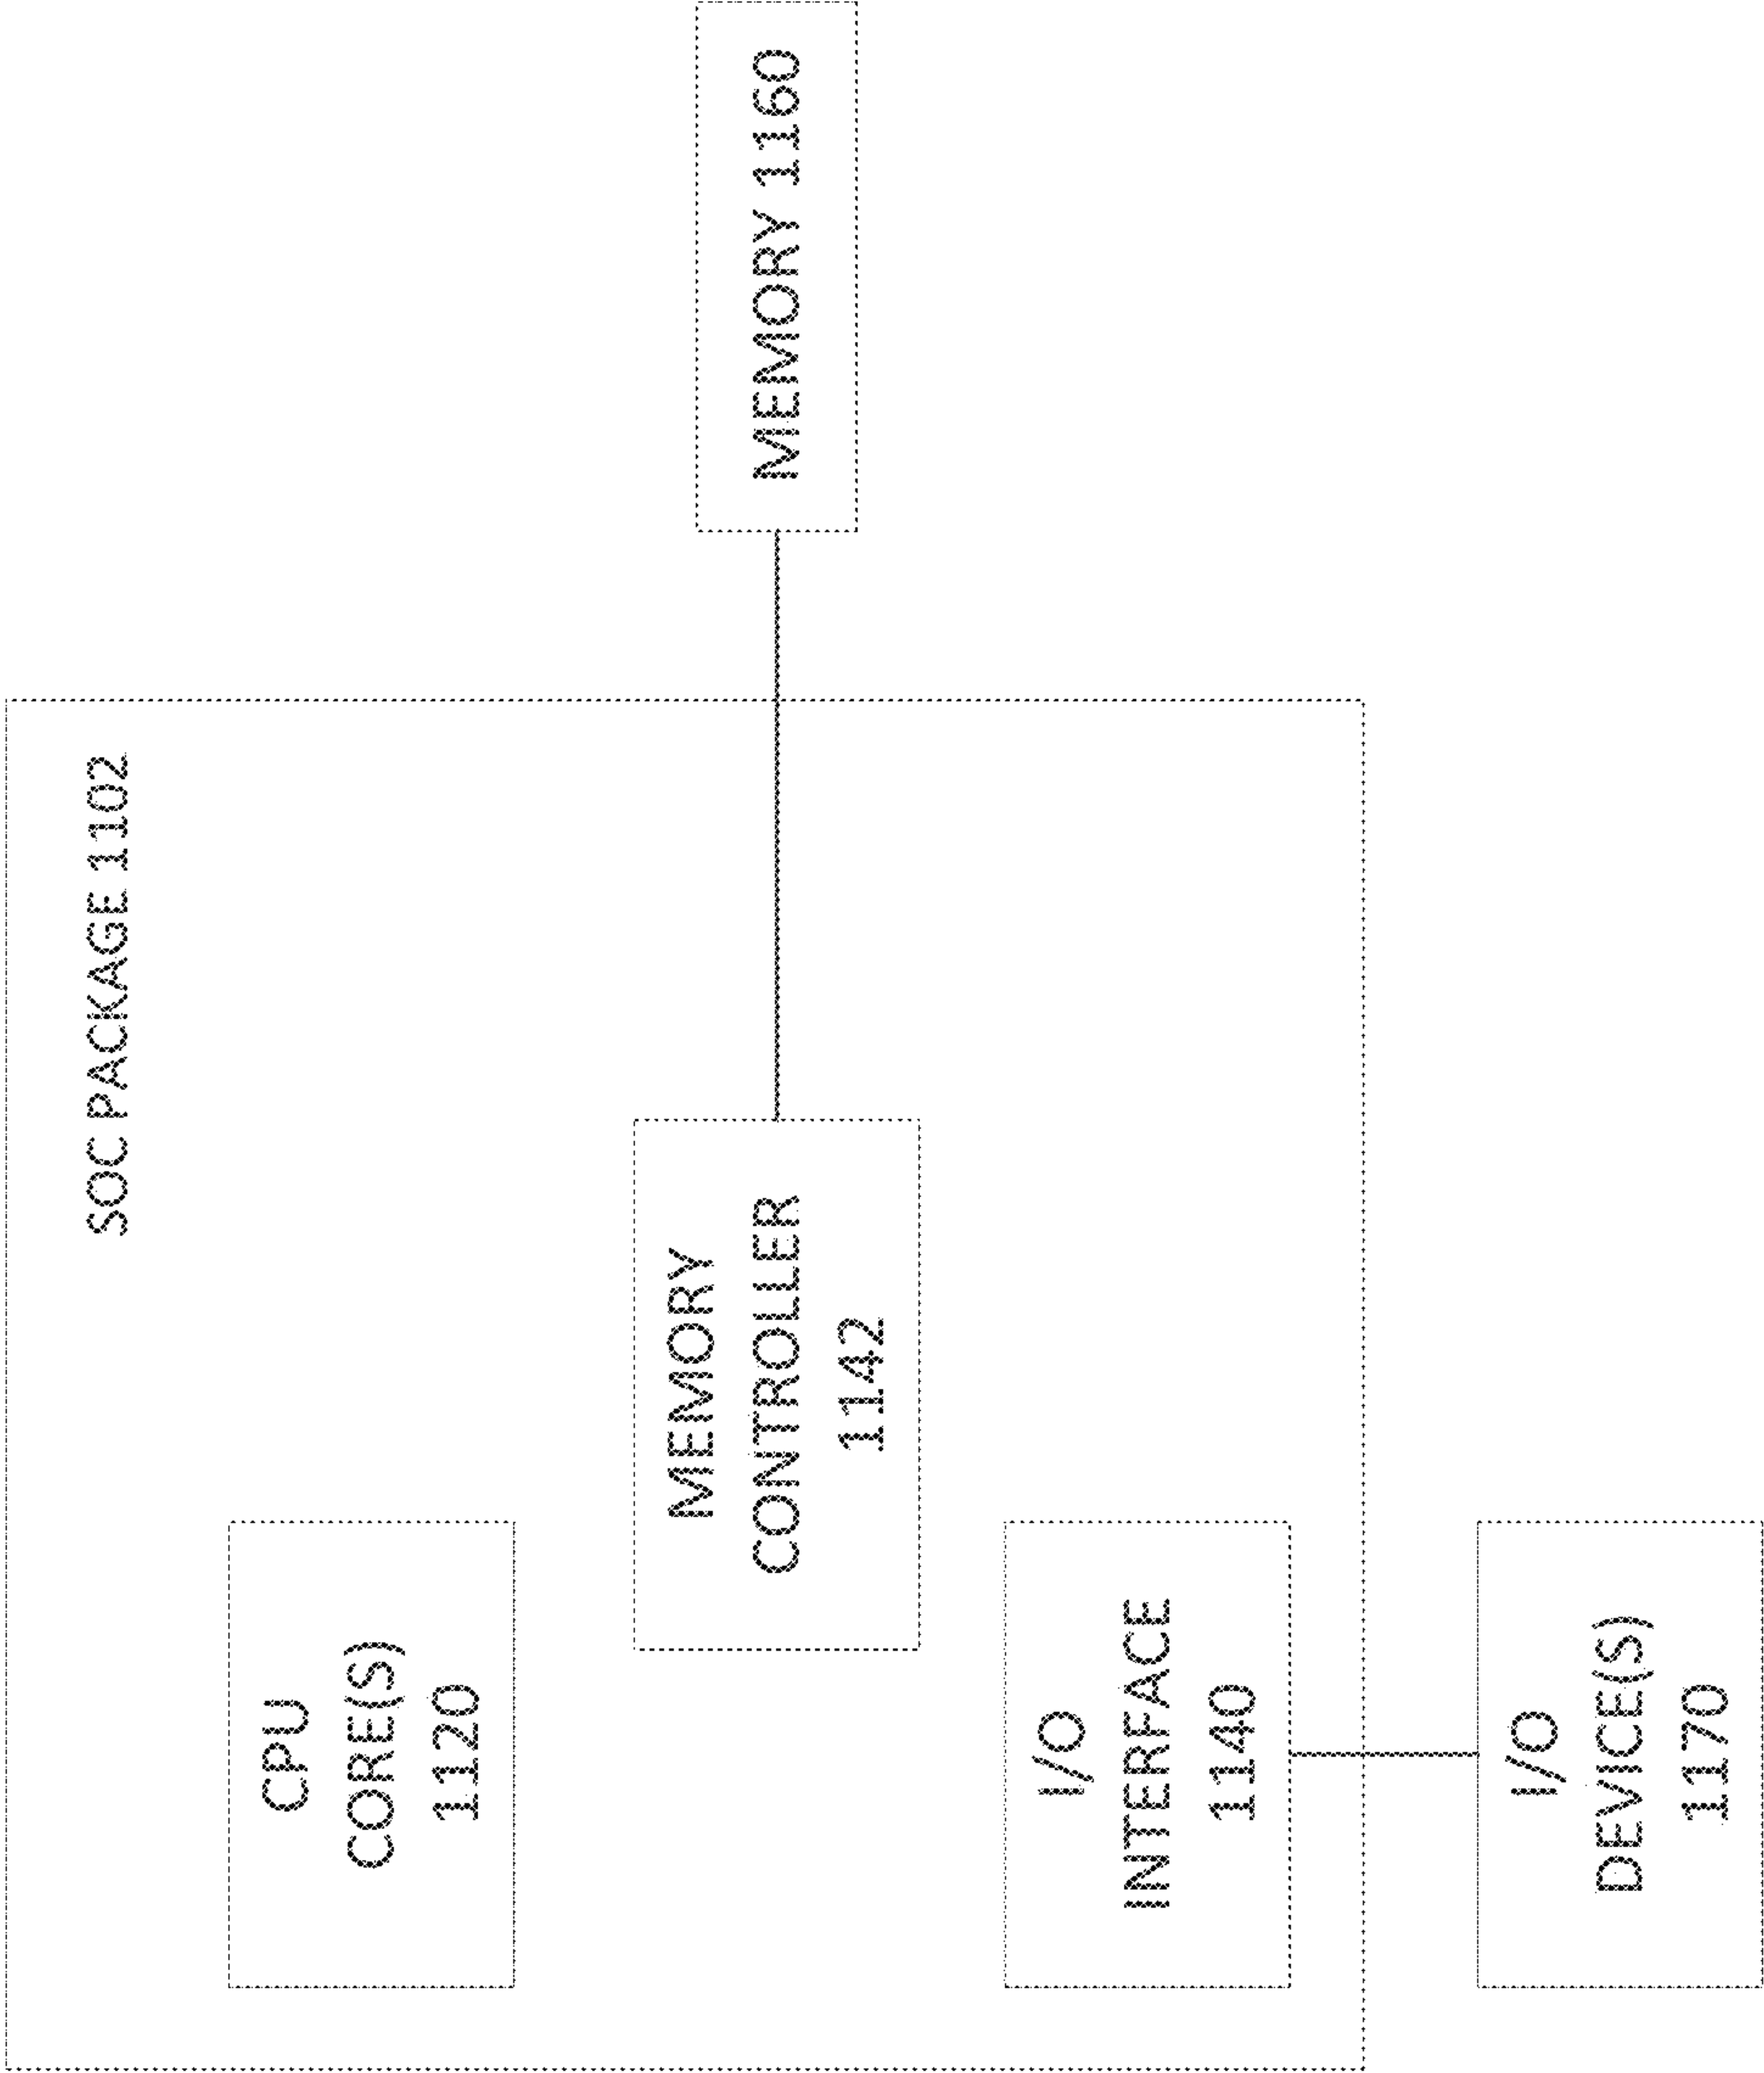 SOC PACKAGE 1102
CPU
CORE(S)
1120
MEMORY
CONTROLLER
1142
MEMORY 1160
I/O
INTERFACE
1140
I/O
DEVICE(S)
1170